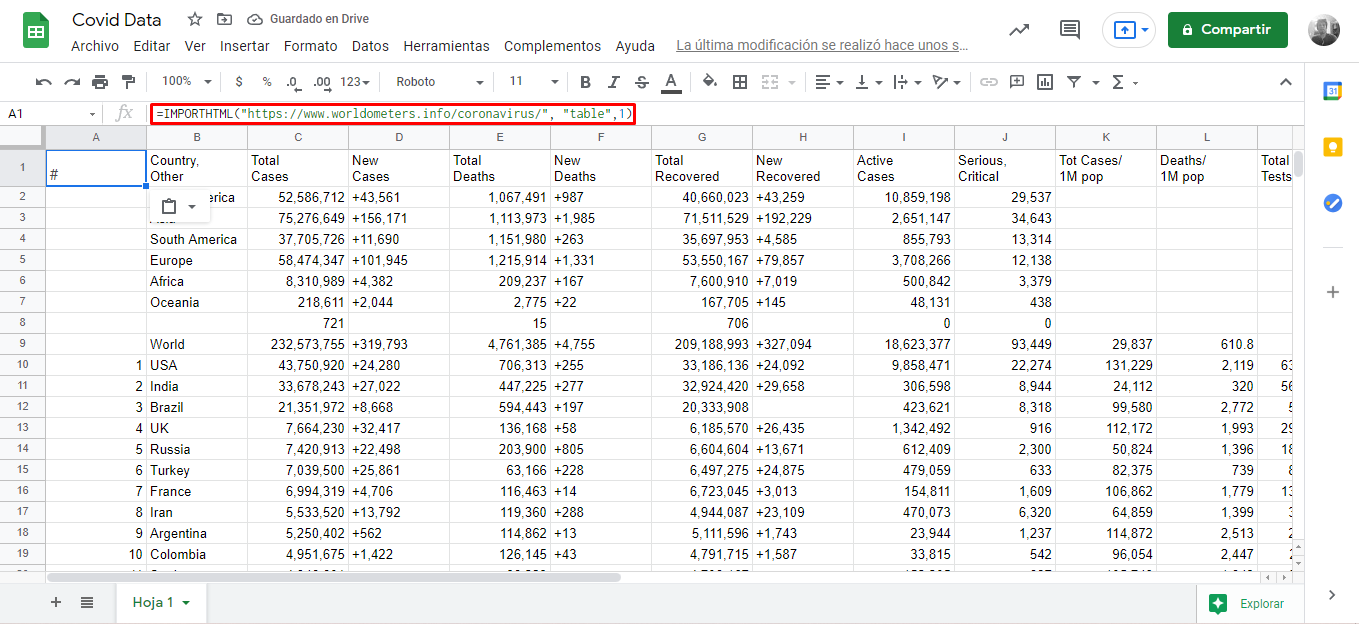 Covid Data Guardado en Drive
Archivo Editar Ver Insertar Formato Datos Herramientas Complementos Ayuda La última modificación se realizó hace unos s…
Compartir
100% $ % .0 .00 123 Roboto 11 B I S A Σ
31
A1 fx =IMPORTHTML("https://www.worldometers.info/coronavirus/", "table",1)
A B C D E F G H I J K L
1 # Country, Other Total Cases New Cases Total Deaths New Deaths Total Recovered New Recovered Active Cases Serious, Critical Tot Cases/ 1M pop Deaths/ 1M pop Total Tests
2 52,586,712 +43,561 1,067,491 +987 40,660,023 +43,259 10,859,198 29,537
3 75,276,649 +156,171 1,113,973 +1,985 71,511,529 +192,229 2,651,147 34,643
4 South America 37,705,726 +11,690 1,151,980 +263 35,697,953 +4,585 855,793 13,314
5 Europe 58,474,347 +101,945 1,215,914 +1,331 53,550,167 +79,857 3,708,266 12,138
6 Africa 8,310,989 +4,382 209,237 +167 7,600,910 +7,019 500,842 3,379
7 Oceania 218,611 +2,044 2,775 +22 167,705 +145 48,131 438
8 721 15 706 0 0
9 World 232,573,755 +319,793 4,761,385 +4,755 209,188,993 +327,094 18,623,377 93,449 29,837 610.8
10 1 USA 43,750,920 +24,280 706,313 +255 33,186,136 +24,092 9,858,471 22,274 131,229 2,119
11 2 India 33,678,243 +27,022 447,225 +277 32,924,420 +29,658 306,598 8,944 24,112 320
12 3 Brazil 21,351,972 +8,668 594,443 +197 20,333,908 423,621 8,318 99,580 2,772
13 4 UK 7,664,230 +32,417 136,168 +58 6,185,570 +26,435 1,342,492 916 112,172 1,993
14 5 Russia 7,420,913 +22,498 203,900 +805 6,604,604 +13,671 612,409 2,300 50,824 1,396
15 6 Turkey 7,039,500 +25,861 63,166 +228 6,497,275 +24,875 479,059 633 82,375 739
16 7 France 6,994,319 +4,706 116,463 +14 6,723,045 +3,013 154,811 1,609 106,862 1,779
17 8 Iran 5,533,520 +13,792 119,360 +288 4,944,087 +23,109 470,073 6,320 64,859 1,399
18 9 Argentina 5,250,402 +562 114,862 +13 5,111,596 +1,743 23,944 1,237 114,872 2,513
19 10 Colombia 4,951,675 +1,422 126,145 +43 4,791,715 +1,587 33,815 542 96,054 2,447
Hoja 1 Explorar